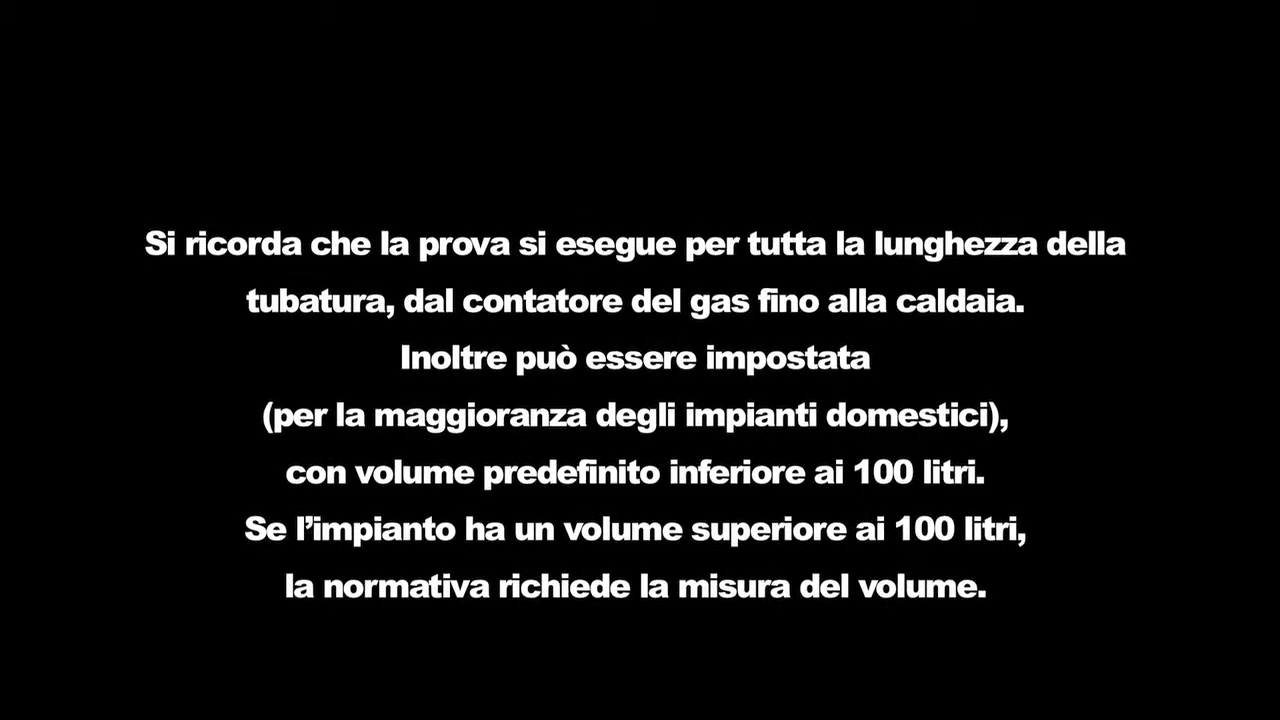 Si ricorda che la prova si esegue per tutta la lunghezza della
tubatura, dal contatore del gas fino alla caldaia.
Inoltre può essere impostata
(per la maggioranza degli impianti domestici),
con volume predefinito inferiore ai 100 litri.
Se l’impianto ha un volume superiore ai 100 litri,
la normativa richiede la misura del volume.